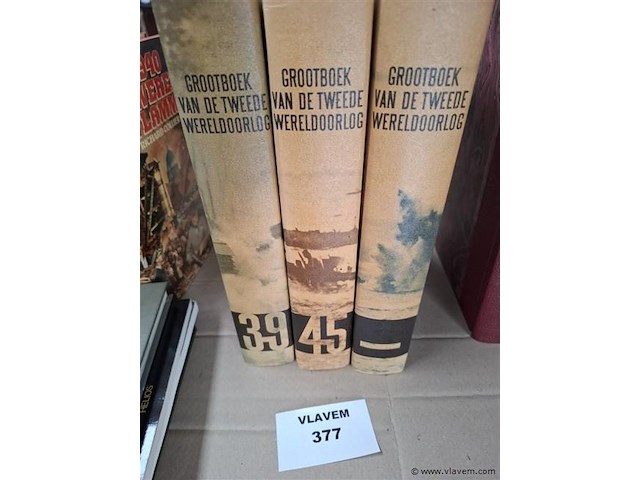 GROOTBOEK
VAN DE TWEEDE
WERELDOORLOG
39
GROOTBOEK
VAN DE TWEEDE
WERELDOORLOG
45
GROOTBOEK
VAN DE TWEEDE
WERELDOORLOG
HELIOS
VLAVEM
377
© www.vlavem.com